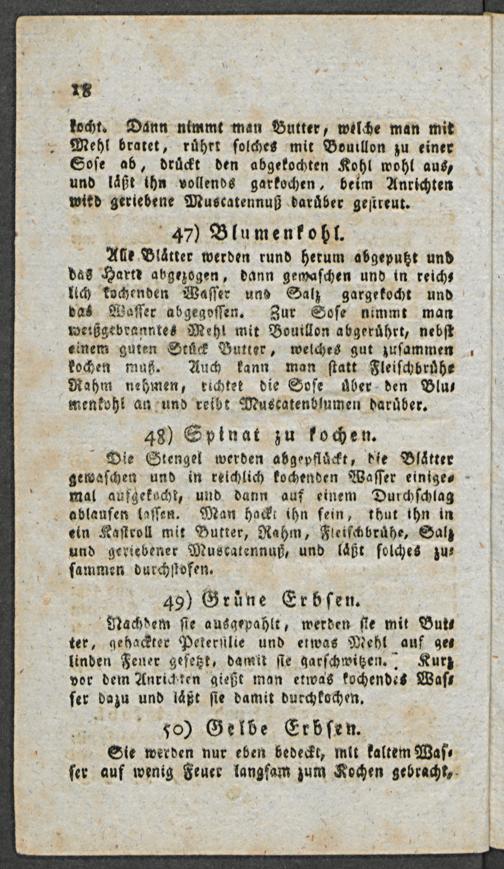 18
kocht. Dann nimmt man Butter, welche man mit
Mehl bratet, rührt solches mit Bouillon zu einer
Sose ab, drückt den abgekochten Kohl wohl aus,
und läßt ihn vollends garkochen, beim Anrichten
wird geriebene Muscatennuß darüber gestreut.
47) Blumenkohl.
Alle Blätter werden rund herum abgeputzt und
das Harte abgezogen, dann gewaschen und in reich-
lich kochenden Wasser und Salz gargekocht und
das Wasser abgegossen. Zur Sose nimmt man
weißgebranntes Mehl mit Bouillon abgerührt, nebst
einem guten Stück Butter, welches gut zusammen
kochen muß. Auch kann man statt Fleischbrühe
Rahm nehmen, richtet die Sose über den Blu-
menkohl an und reibt Muscatenblumen darüber.
48) Spinat zu kochen.
Die Stengel werden abgepflückt, die Blätter
gewaschen und in reichlich kochenden Wasser einige-
mal aufgekocht, und dann auf einem Durchschlag
ablaufen lassen. Man hackt ihn fein, thut ihn in
ein Kastroll mit Butter, Rahm, Fleischbrühe, Salz
und geriebener Muscatennuß, und läßt solches zu-
sammen durchstofen.
49) Grüne Erbsen.
Nachdem sie ausgepahlt, werden sie mit But-
ter, gehackter Petersilie und etwas Mehl auf ge-
linden Feuer gesetzt, damit sie garschwitzen. Kurz
vor dem Anrichten gießt man etwas kochendes Was-
ser dazu und läßt sie damit durchkochen.
50) Gelbe Erbsen.
Sie werden nur eben bedeckt, mit kaltem Was-
ser auf wenig Feuer langsam zum Kochen gebracht,